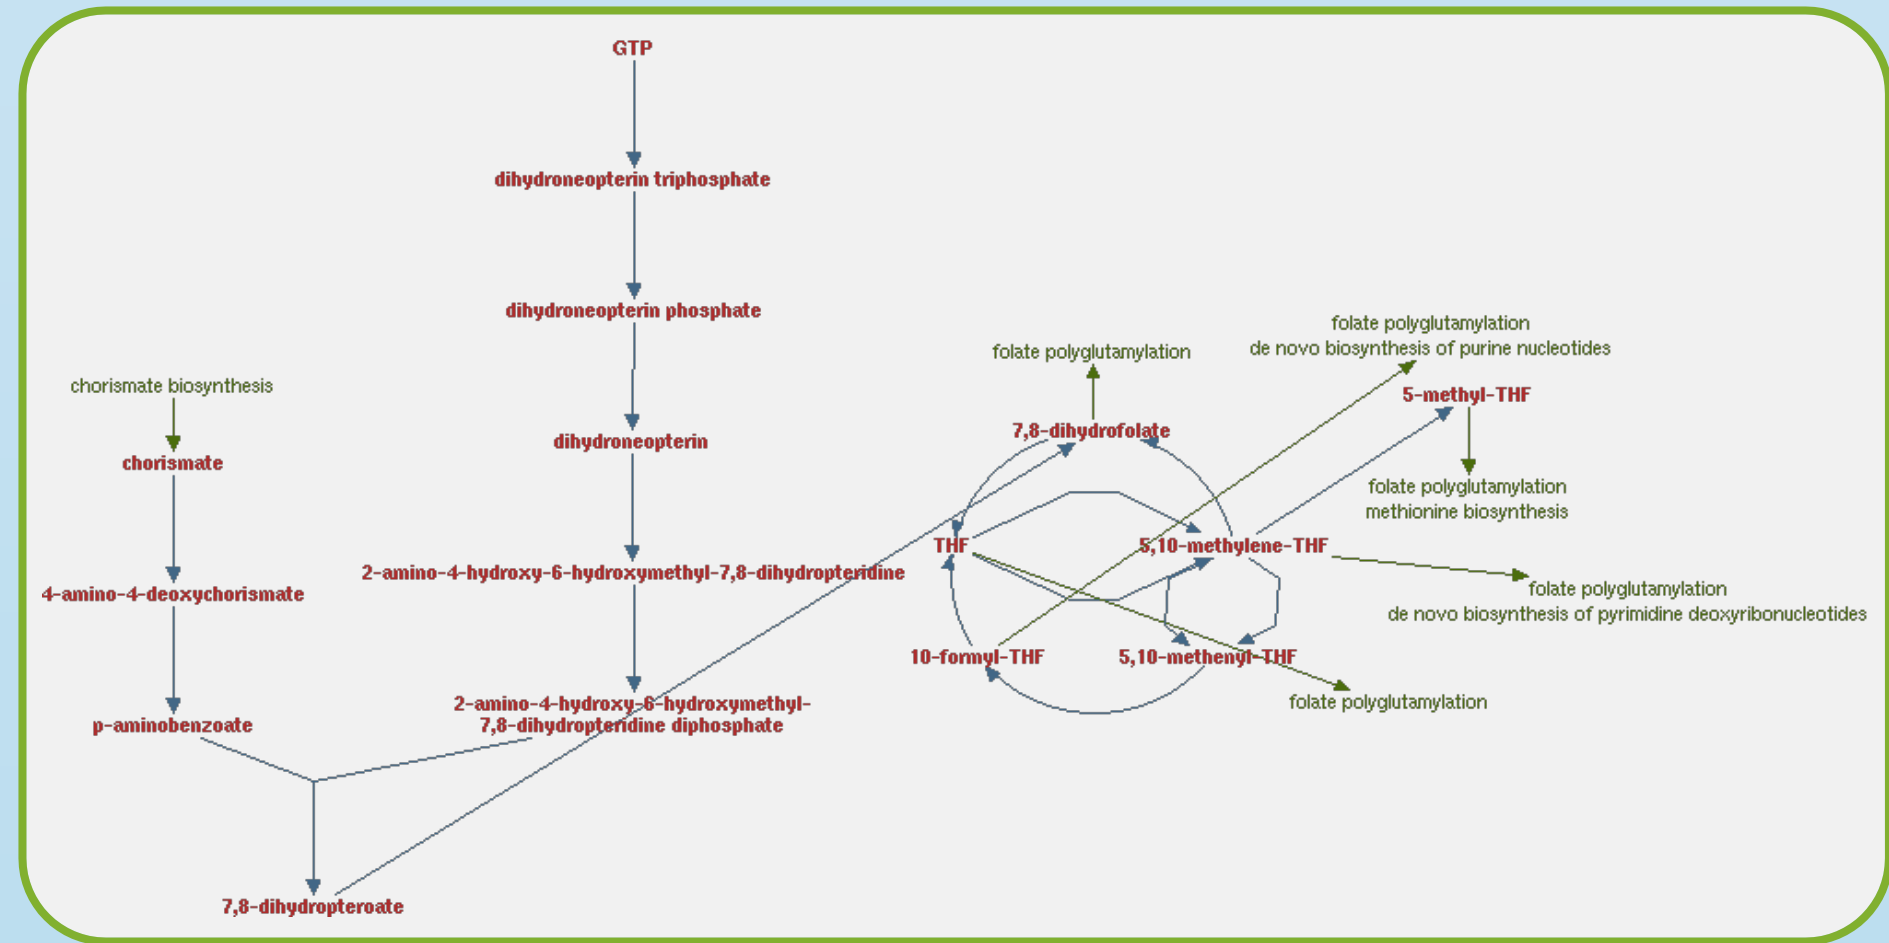 GTP
dihydroneopterin triphosphate
dihydroneopterin phosphate
chorismate biosynthesis
chorismate
dihydroneopterin
4-amino-4-deoxychorismate
2-amino-4-hydroxy-6-hydroxymethyl-7,8-dihydropteridine
p-aminobenzoate
2-amino-4-hydroxy-6-hydroxymethyl-
7,8-dihydropteridine diphosphate
7,8-dihydropteroate
folate polyglutamylation
7,8-dihydrofolate
THF
5,10-methylene-THF
10-formyl-THF
5,10-methenyl-THF
folate polyglutamylation
de novo biosynthesis of purine nucleotides
5-methyl-THF
folate polyglutamylation
methionine biosynthesis
folate polyglutamylation
de novo biosynthesis of pyrimidine deoxyribonucleotides
folate polyglutamylation